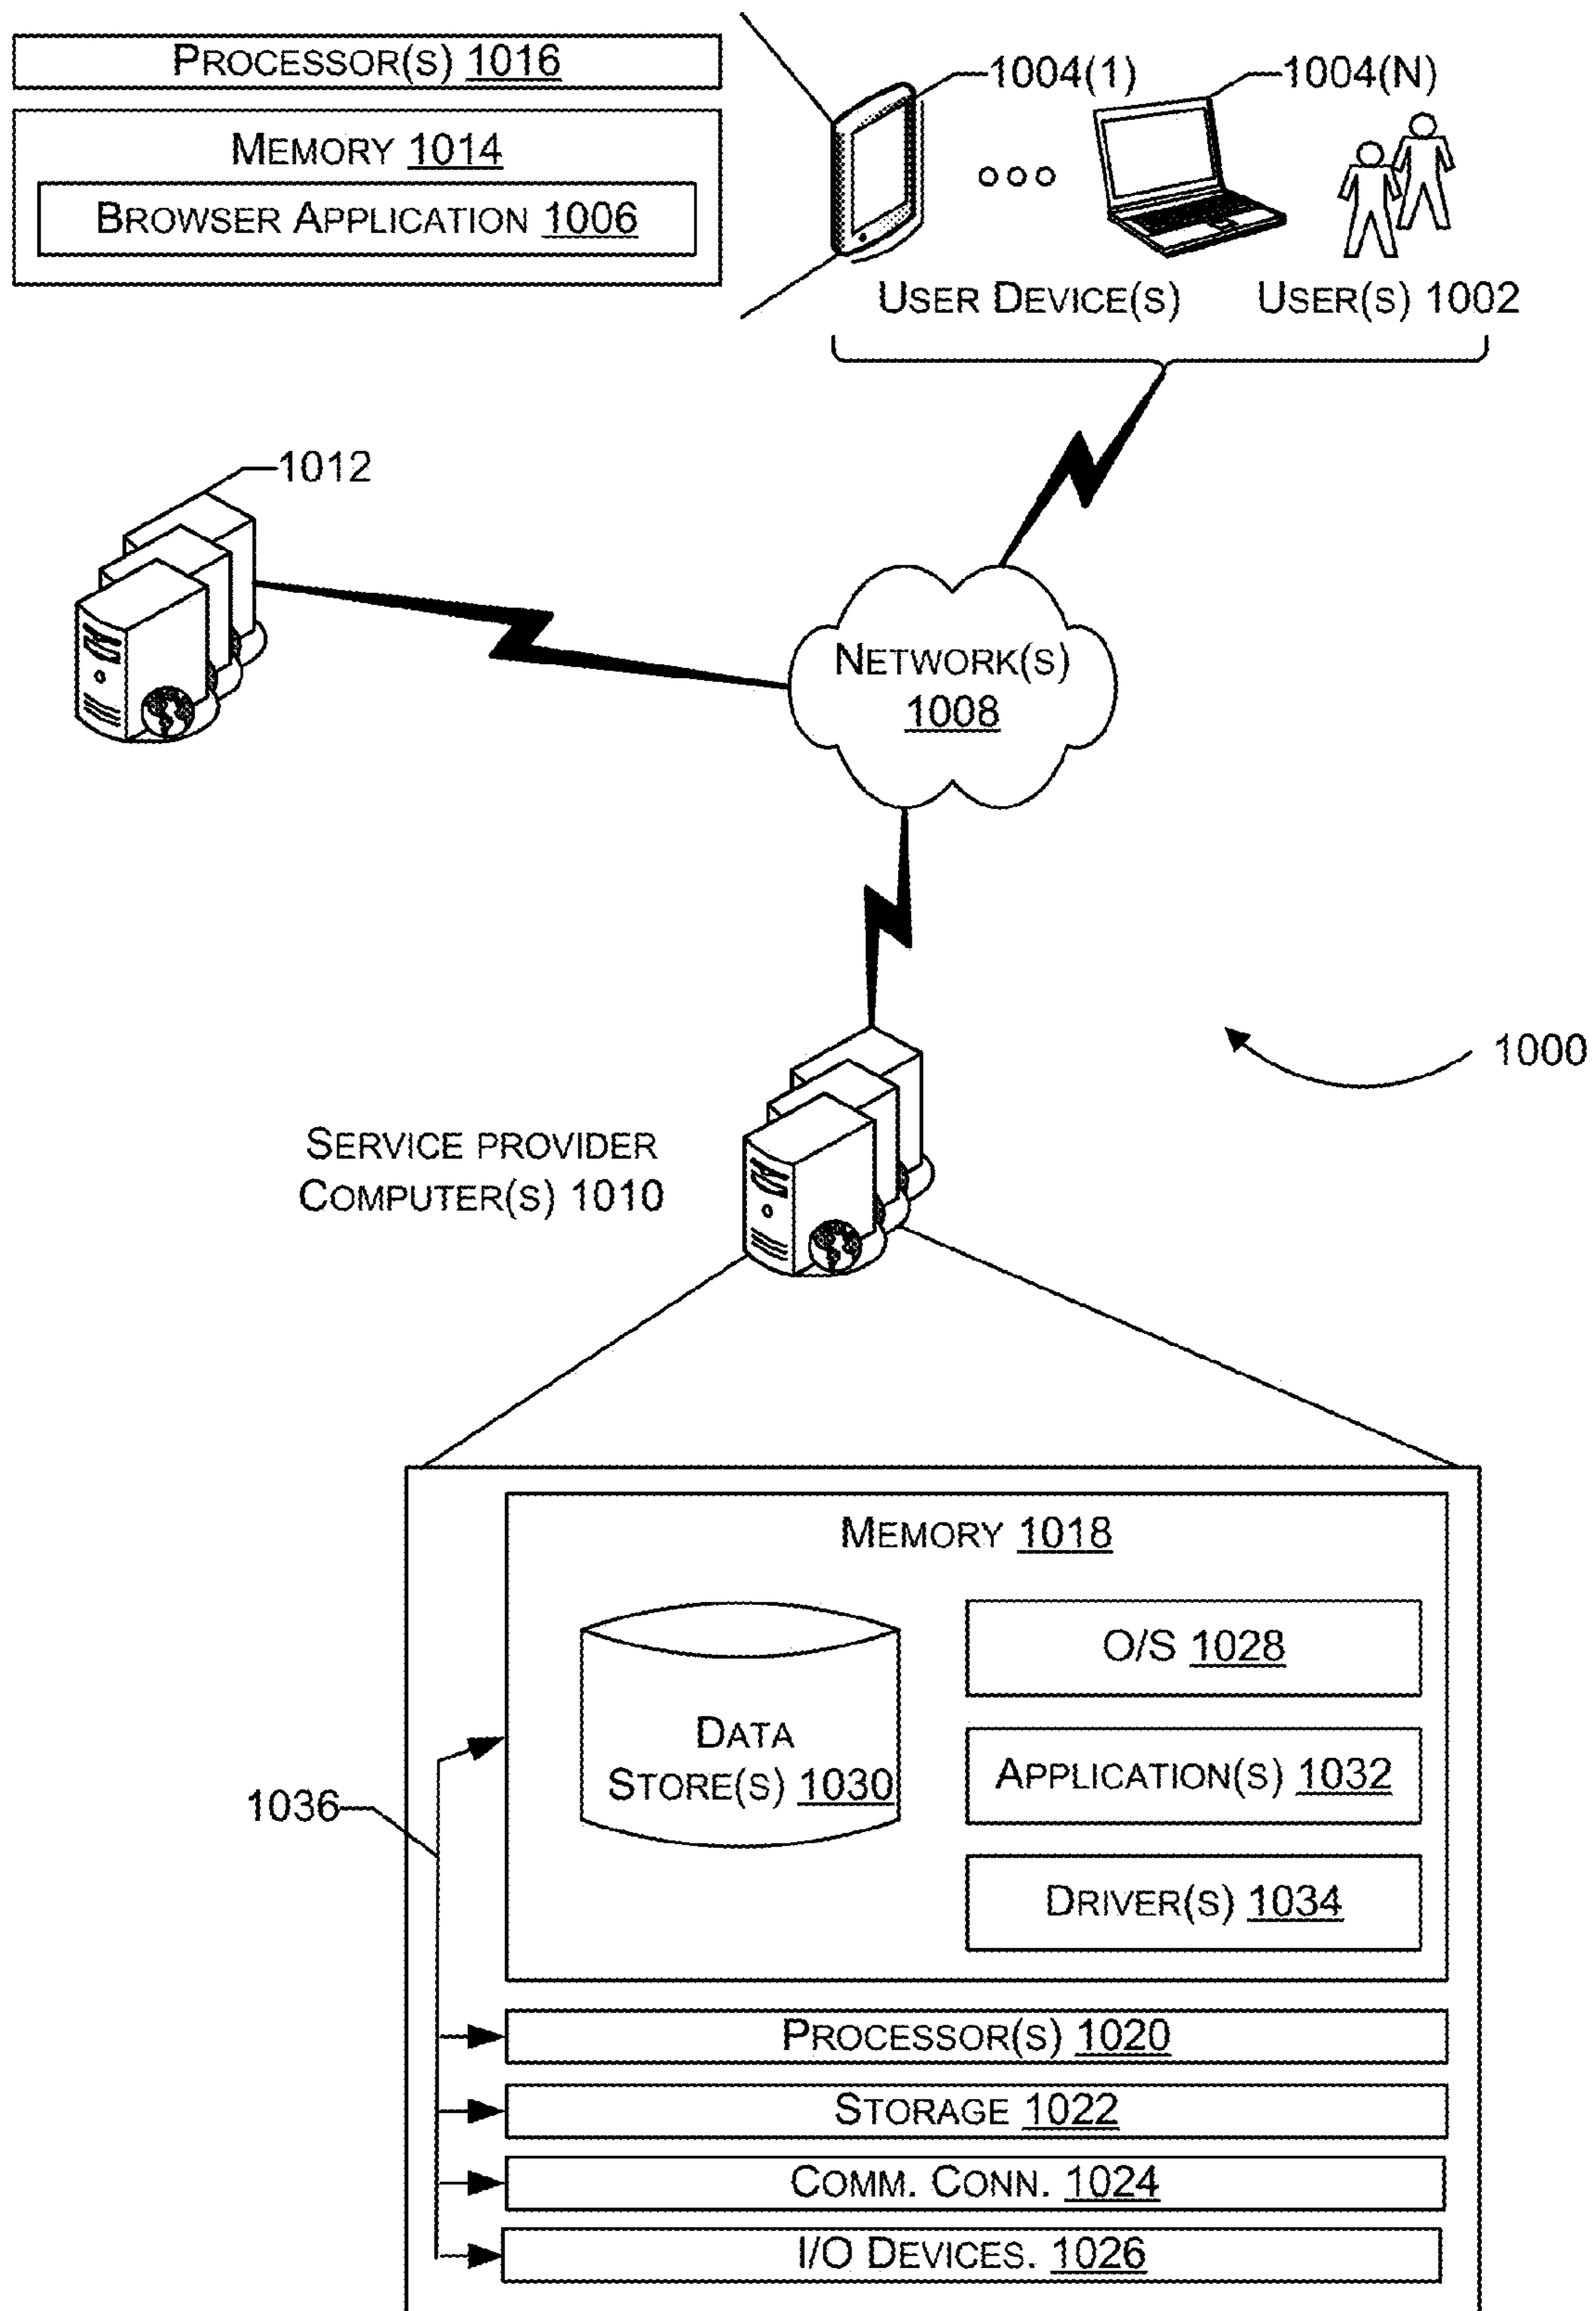 PROCESSOR(S) 1016
MEMORY 1014
BROWSER APPLICATION 1006
1004(1)
1004(N)
USER DEVICE(S)
USER(S) 1002
1012
NETWORK(S)
1008
1000
SERVICE PROVIDER
COMPUTER(S) 1010
MEMORY 1018
DATA
STORE(S) 1030
O/S 1028
APPLICATION(S) 1032
DRIVER(S) 1034
1036
PROCESSOR(S) 1020
STORAGE 1022
COMM. CONN. 1024
I/O DEVICES. 1026